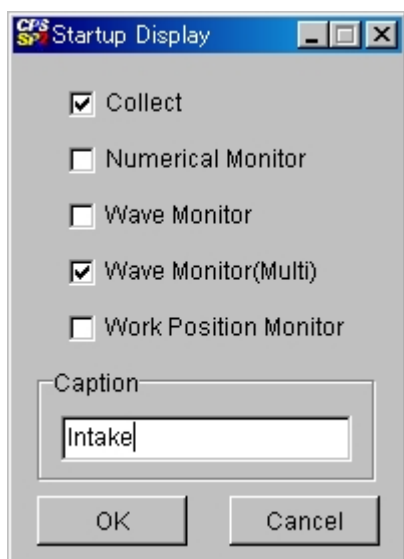 CPS
SP Startup Display
Collect
Numerical Monitor
Wave Monitor
Wave Monitor(Multi)
Work Position Monitor
Caption
Intake
OK Cancel